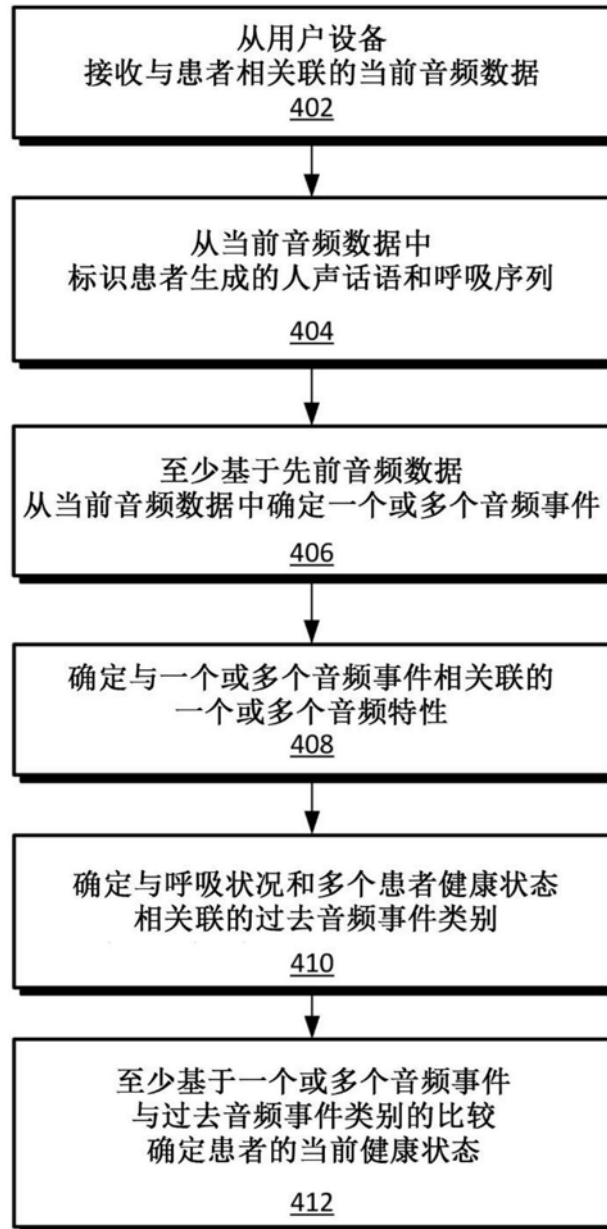 从用户设备
接收与患者相关联的当前音频数据
402
从当前音频数据中
标识患者生成的人声话语和呼吸序列
404
至少基于先前音频数据
从当前音频数据中确定一个或多个音频事件
406
确定与一个或多个音频事件相关联的
一个或多个音频特性
408
确定与呼吸状况和多个患者健康状态
相关联的过去音频事件类别
410
至少基于一个或多个音频事件
与过去音频事件类别的比较
确定患者的当前健康状态
412